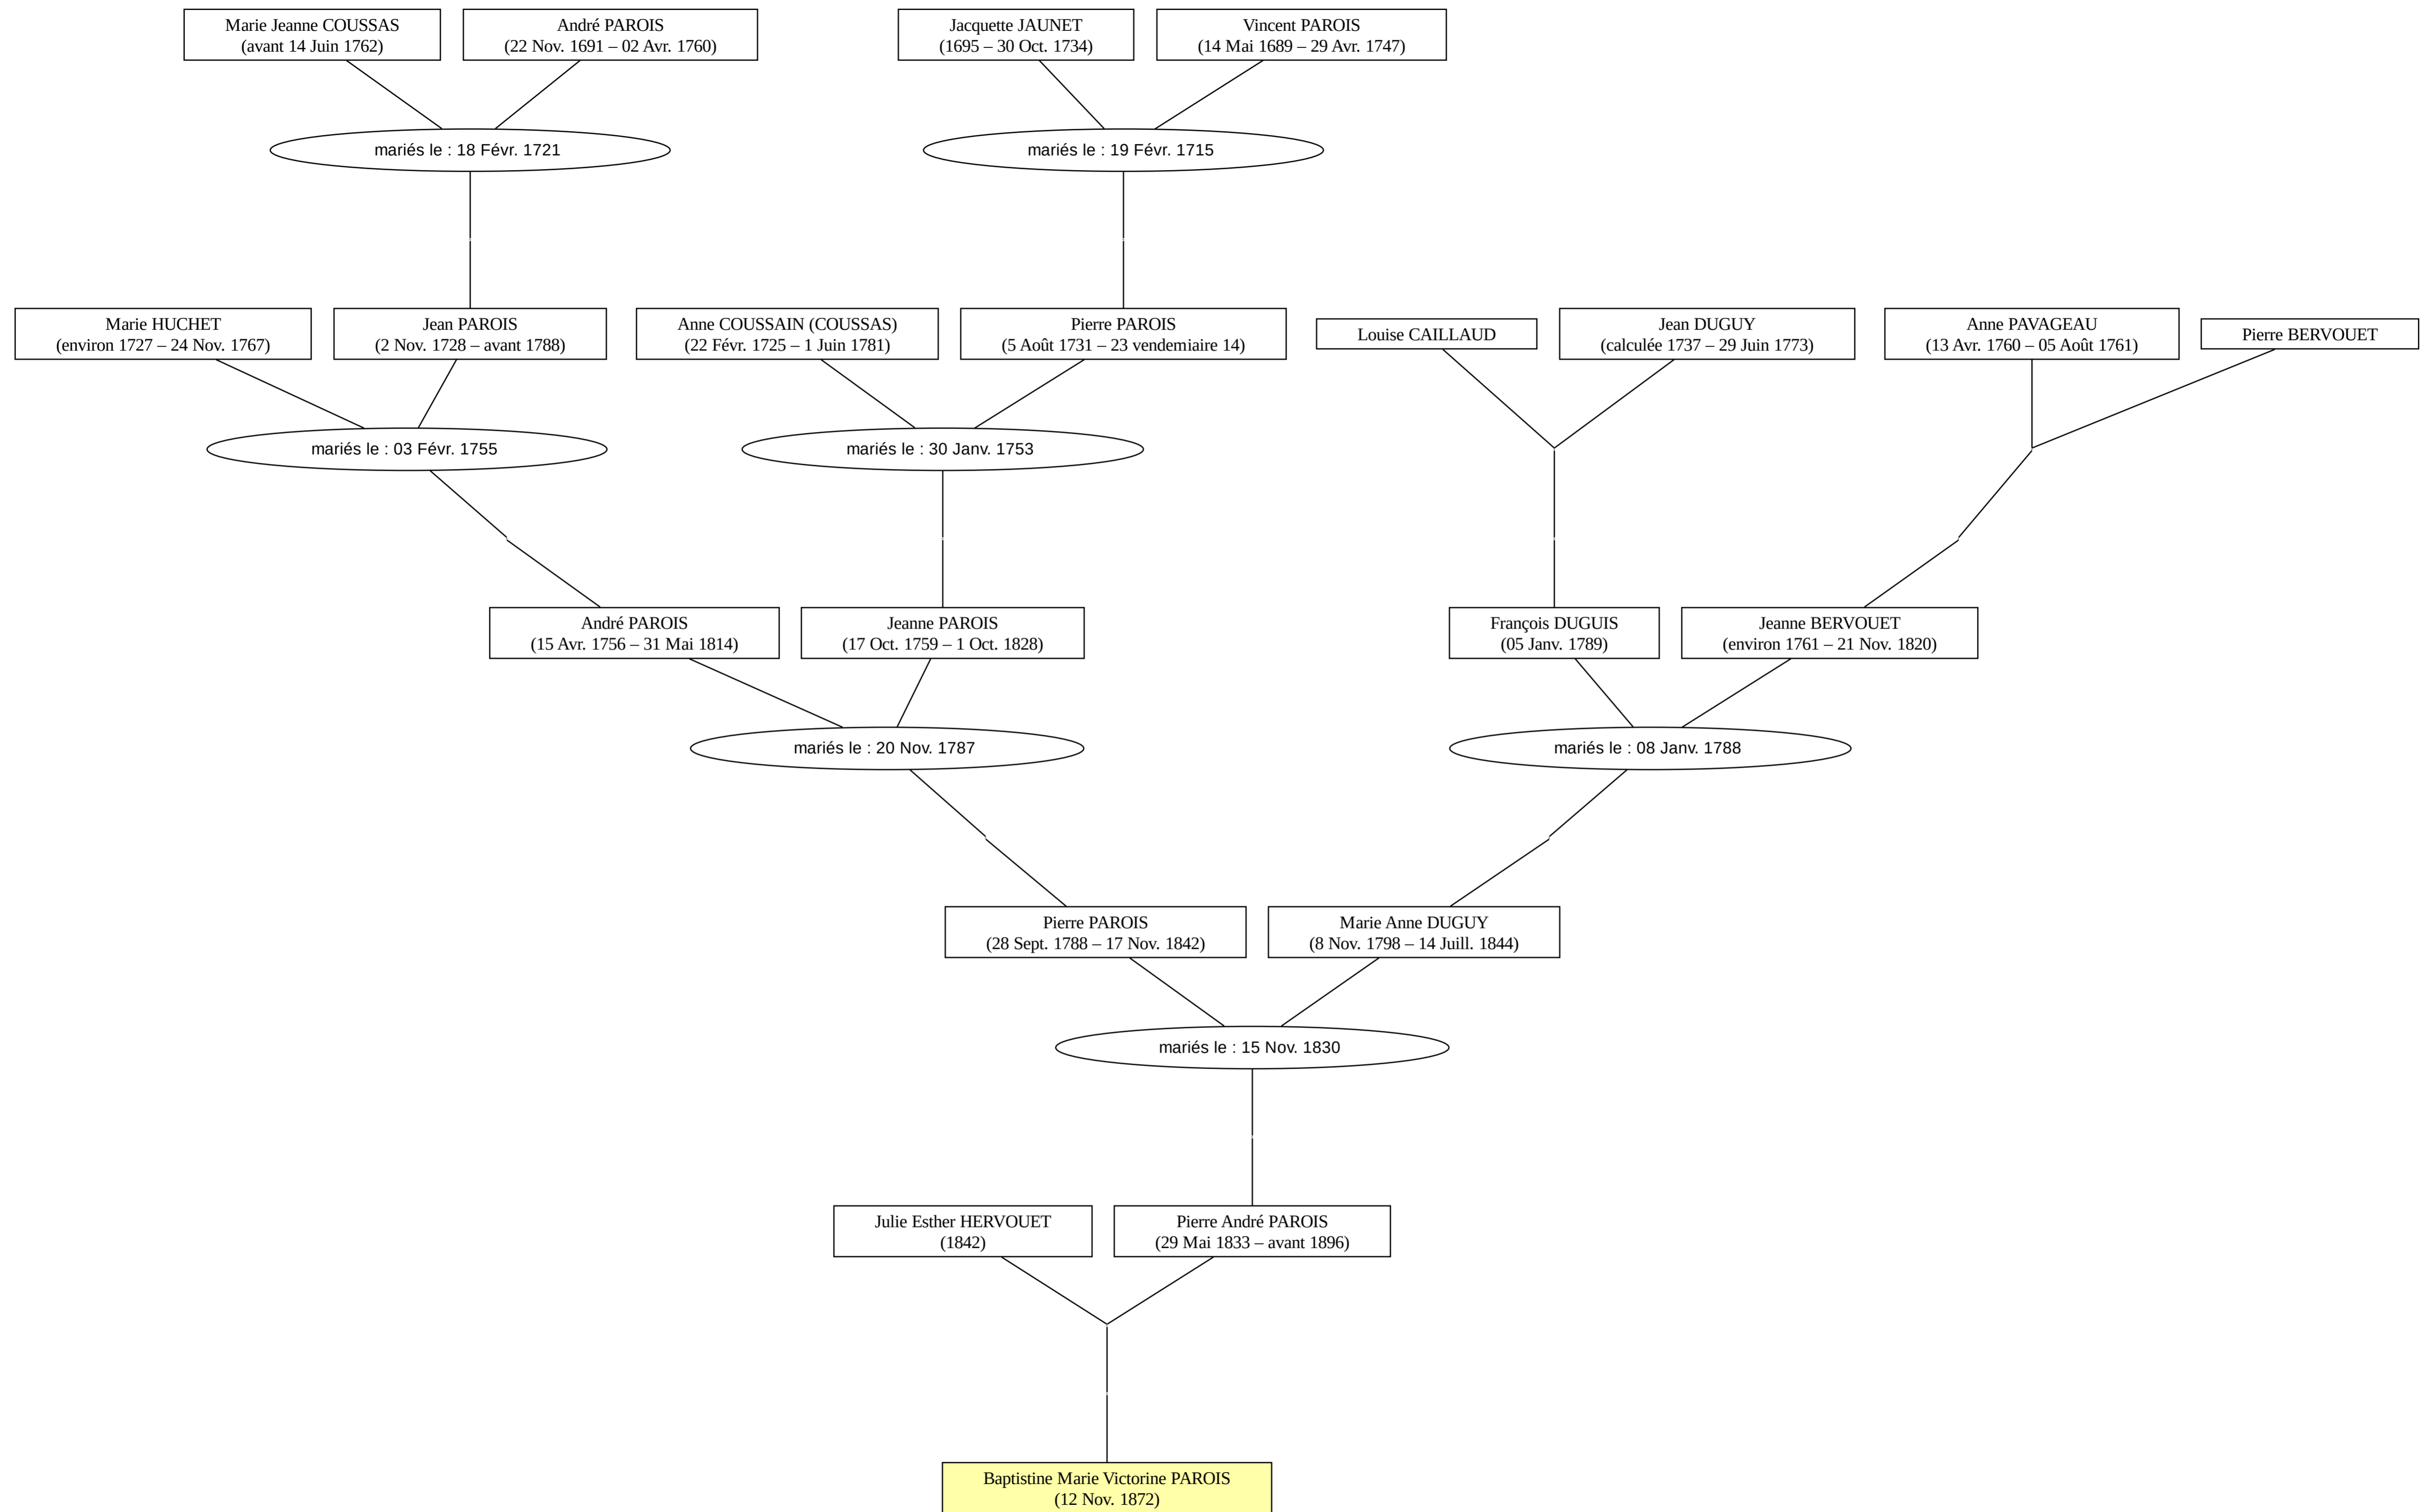 Marie Jeanne COUSSAS
(avant 14 Juin 1762)
André PAROIS
(22 Nov. 1691 – 02 Avr. 1760)
Jacquette JAUNET
(1695 – 30 Oct. 1734)
Vincent PAROIS
(14 Mai 1689 – 29 Avr. 1747)
mariés le : 18 Févr. 1721
mariés le : 19 Févr. 1715
Marie HUCHET
(environ 1727 – 24 Nov. 1767)
Jean PAROIS
(2 Nov. 1728 – avant 1788)
Anne COUSSAIN (COUSSAS)
(22 Févr. 1725 – 1 Juin 1781)
Pierre PAROIS
(5 Août 1731 – 23 vendemiaire 14)
Louise CAILLAUD
Jean DUGUY
(calculée 1737 – 29 Juin 1773)
Anne PAVAGEAU
(13 Avr. 1760 – 05 Août 1761)
Pierre BERVOUET
mariés le : 03 Févr. 1755
mariés le : 30 Janv. 1753
André PAROIS
(15 Avr. 1756 – 31 Mai 1814)
Jeanne PAROIS
(17 Oct. 1759 – 1 Oct. 1828)
François DUGUIS
(05 Janv. 1789)
Jeanne BERVOUET
(environ 1761 – 21 Nov. 1820)
mariés le : 20 Nov. 1787
mariés le : 08 Janv. 1788
Pierre PAROIS
(28 Sept. 1788 – 17 Nov. 1842)
Marie Anne DUGUY
(8 Nov. 1798 – 14 Juill. 1844)
mariés le : 15 Nov. 1830
Julie Esther HERVOUET
(1842)
Pierre André PAROIS
(29 Mai 1833 – avant 1896)
Baptistine Marie Victorine PAROIS
(12 Nov. 1872)